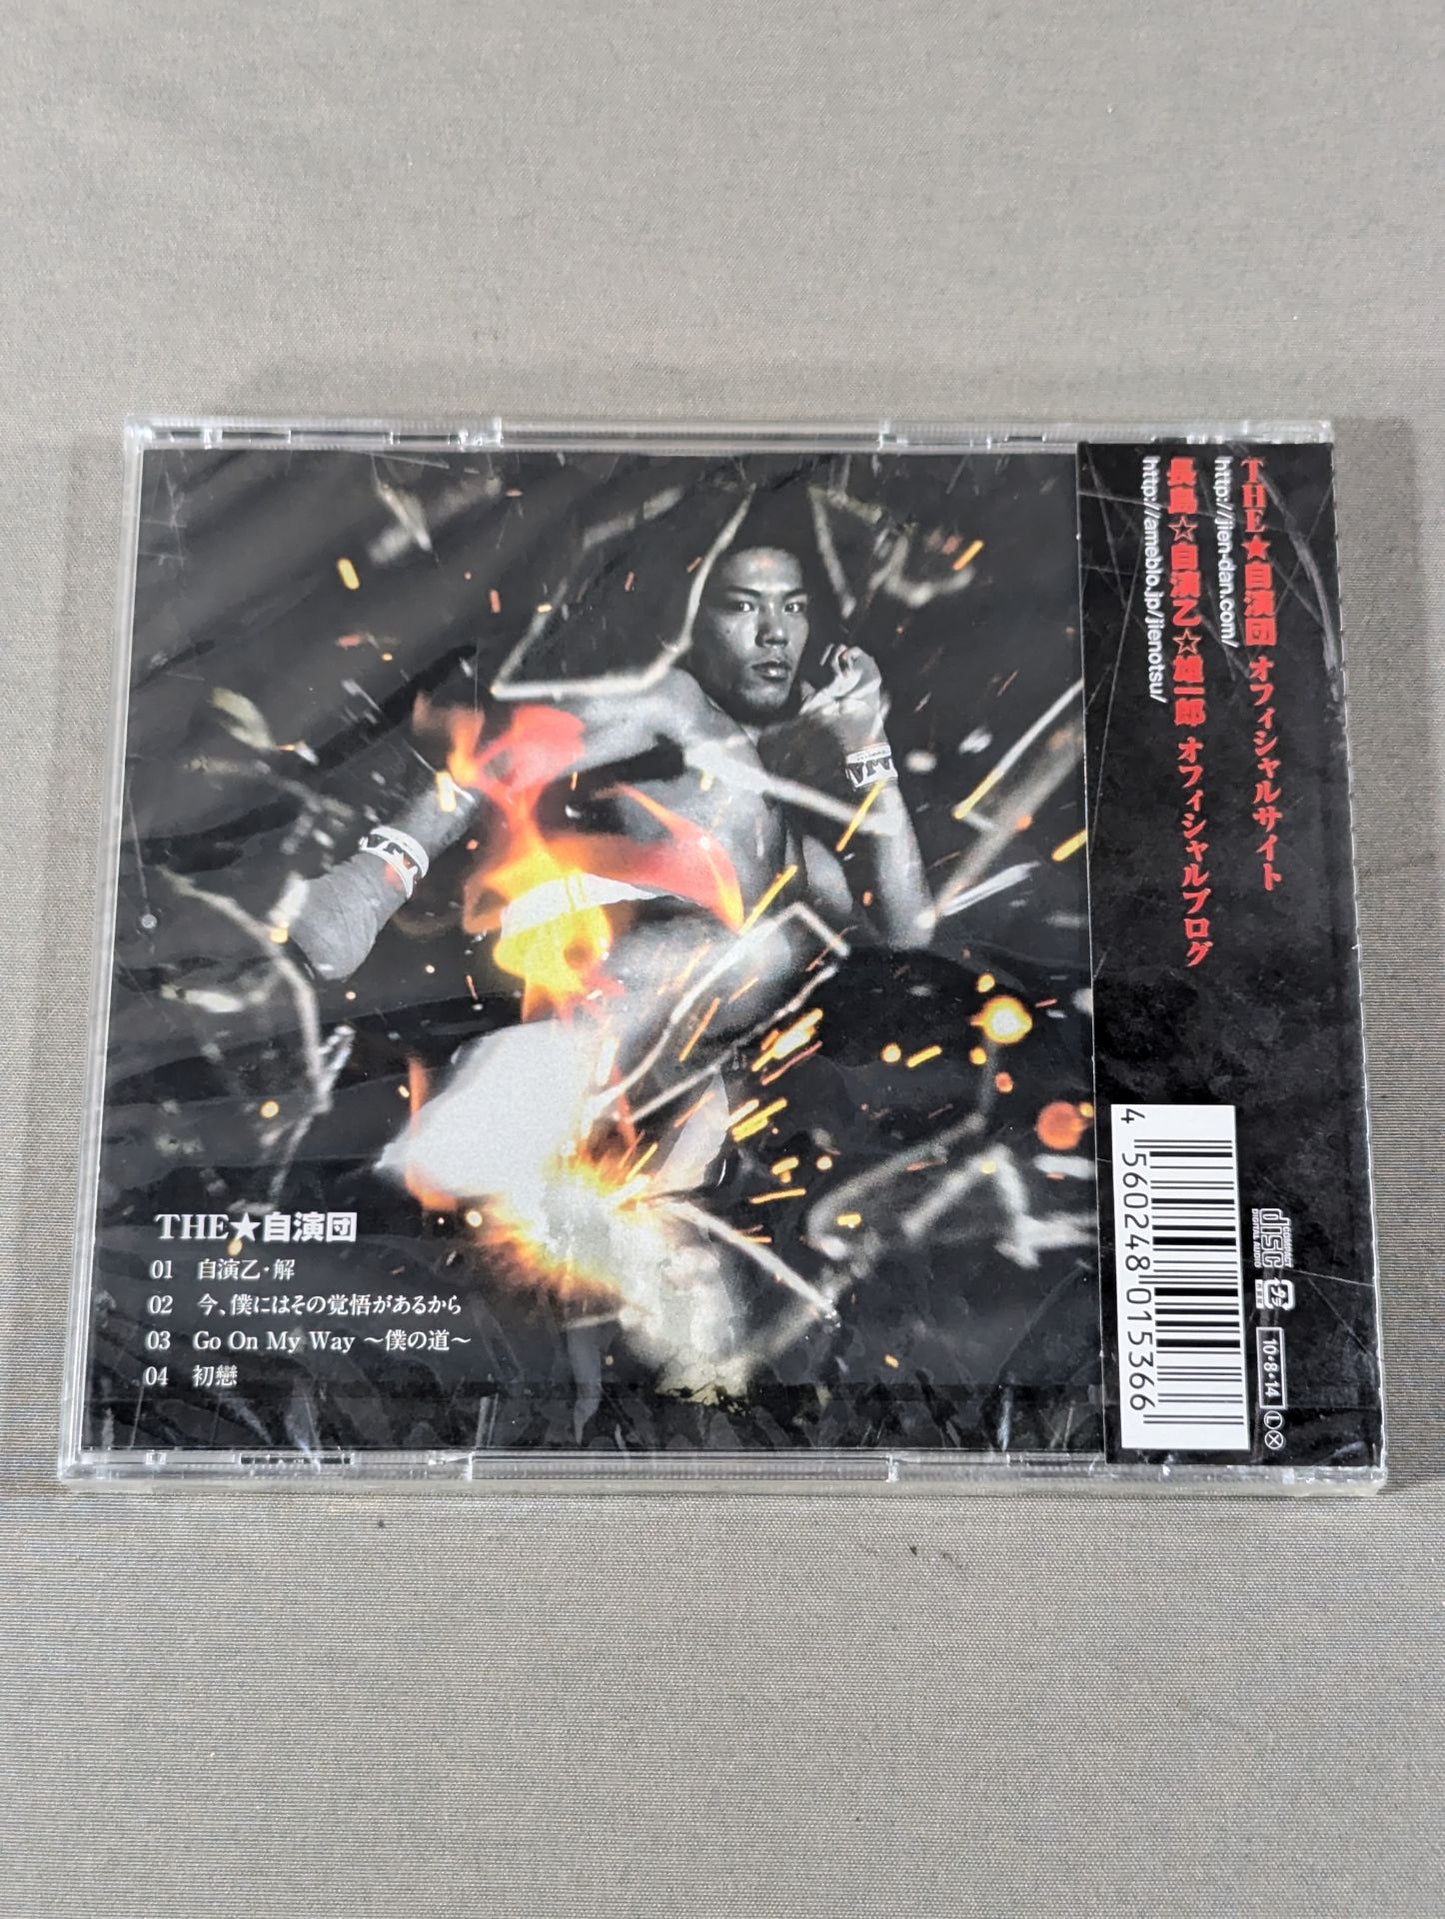 THE★自演団
01 自演乙・解
02 今、僕にはその覚悟があるから
03 Go On My Way 〜僕の道〜
04 初戀
THE★自演団 オフィシャルサイト
http://jien-dan.com/
長島☆自演乙☆雄一郎 オフィシャルブログ
http://ameblo.jp/jienotsu/
4 560248 015366
COMPACT
disc
DIGITAL AUDIO
10・8・14
Ⓛ
Ⓧ